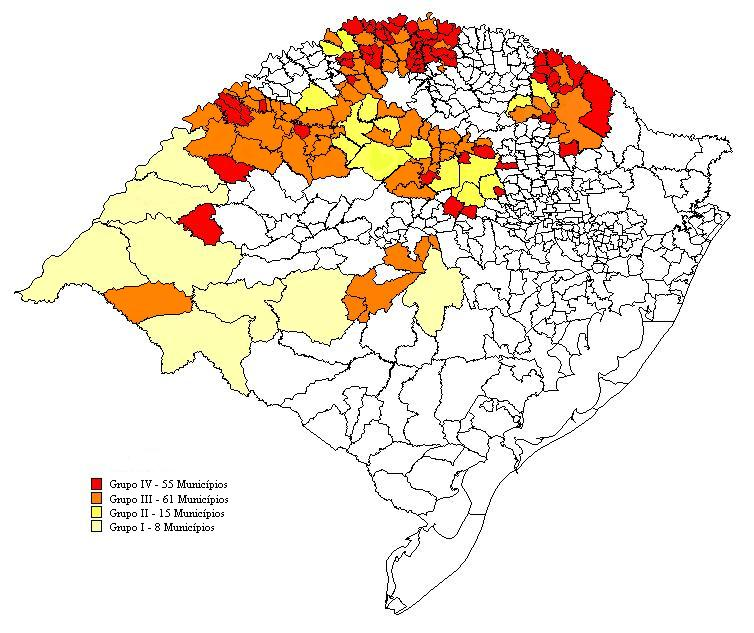 Grupo IV - 55 Municípios
Grupo III - 61 Municípios
Grupo II - 15 Municípios
Grupo I - 8 Municípios